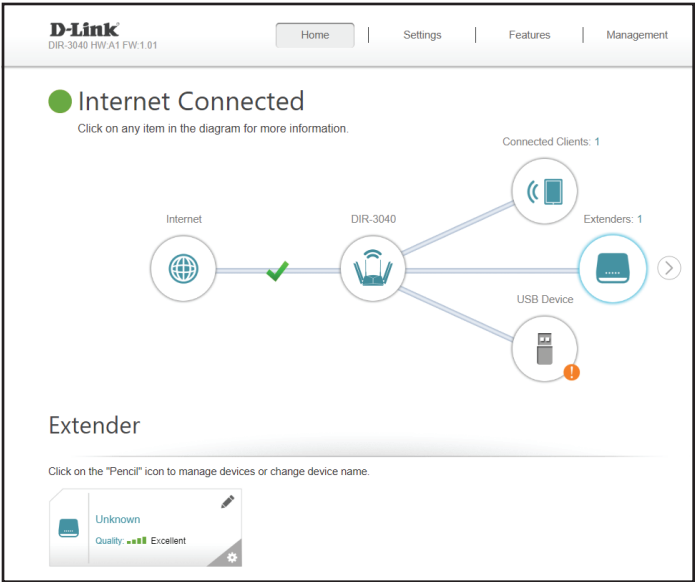 D-Link
DIR-3040 HW:A1 FW:1.01
Home
Settings
Features
Management
Internet Connected
Click on any item in the diagram for more information.
Connected Clients: 1
Internet
DIR-3040
Extenders: 1
USB Device
Extender
Click on the "Pencil" icon to manage devices or change device name.
Unknown
Quality: Excellent